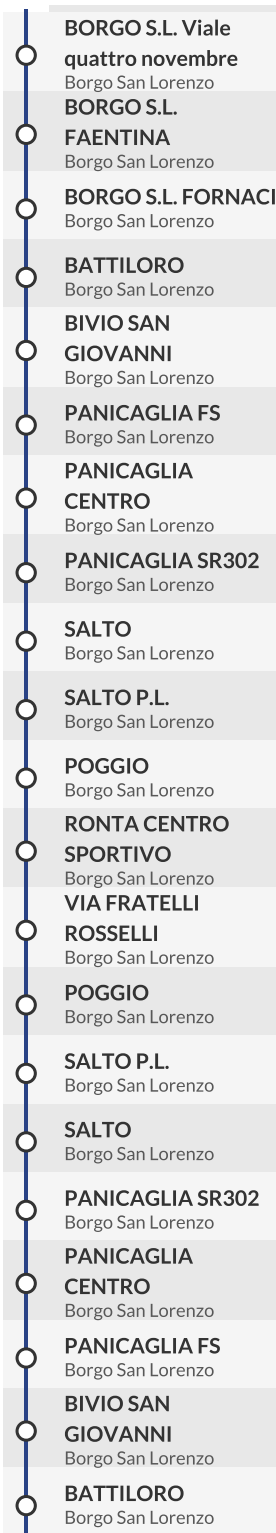 BORGO S.L. Viale
quattro novembre
Borgo San Lorenzo
BORGO S.L.
FAENTINA
Borgo San Lorenzo
BORGO S.L. FORNACI
Borgo San Lorenzo
BATTILORO
Borgo San Lorenzo
BIVIO SAN
GIOVANNI
Borgo San Lorenzo
PANICAGLIA FS
Borgo San Lorenzo
PANICAGLIA
CENTRO
Borgo San Lorenzo
PANICAGLIA SR302
Borgo San Lorenzo
SALTO
Borgo San Lorenzo
SALTO P.L.
Borgo San Lorenzo
POGGIO
Borgo San Lorenzo
RONTA CENTRO
SPORTIVO
Borgo San Lorenzo
VIA FRATELLI
ROSSELLI
Borgo San Lorenzo
POGGIO
Borgo San Lorenzo
SALTO P.L.
Borgo San Lorenzo
SALTO
Borgo San Lorenzo
PANICAGLIA SR302
Borgo San Lorenzo
PANICAGLIA
CENTRO
Borgo San Lorenzo
PANICAGLIA FS
Borgo San Lorenzo
BIVIO SAN
GIOVANNI
Borgo San Lorenzo
BATTILORO
Borgo San Lorenzo